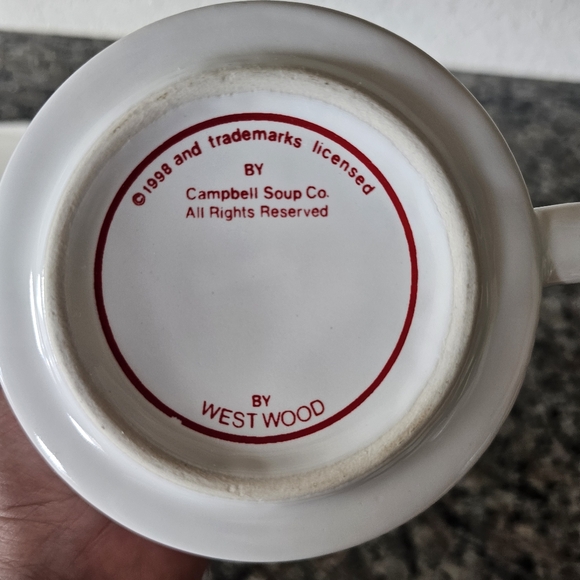 ©1998 and trademarks licensed
BY
Campbell Soup Co.
All Rights Reserved
BY
WESTWOOD